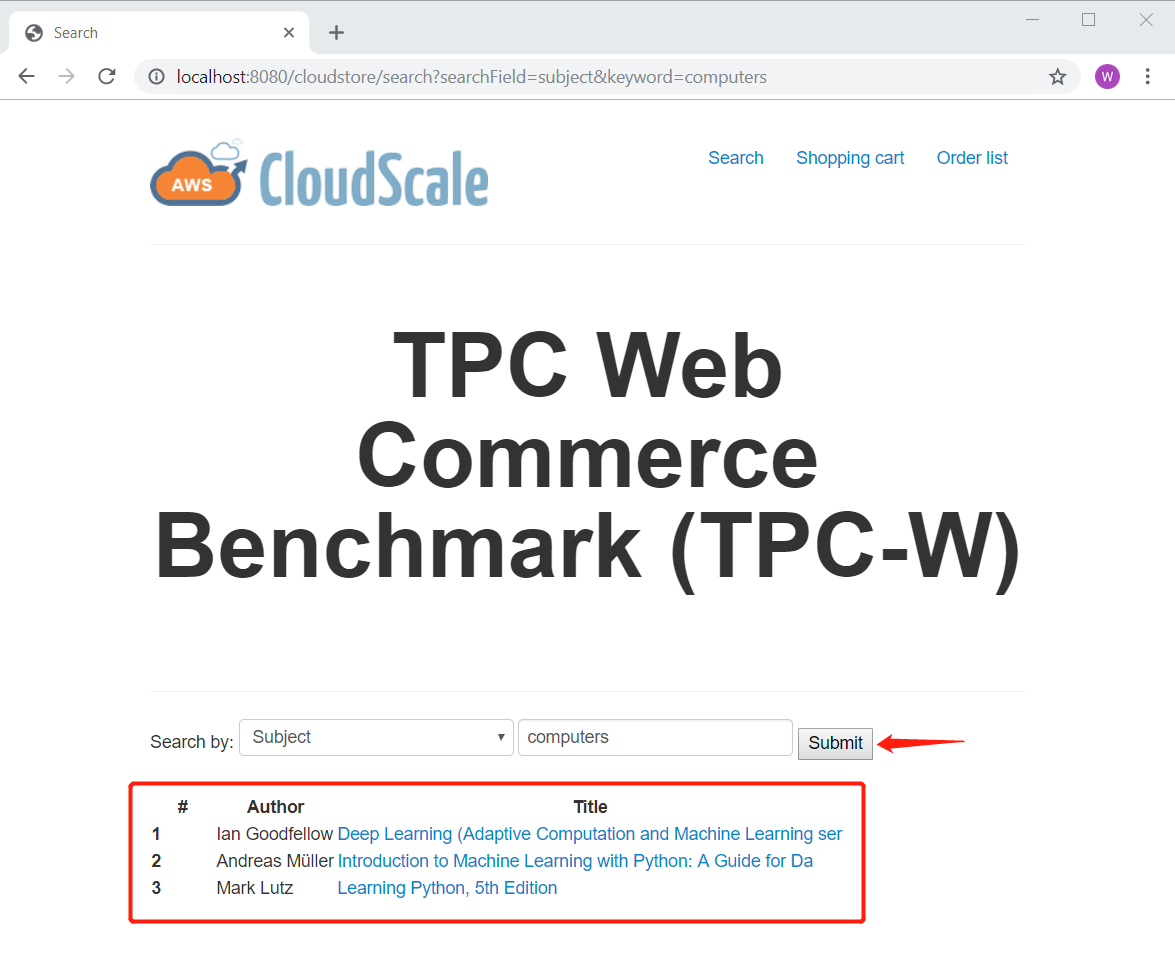 Search
localhost:8080/cloudstore/search?searchField=subject&keyword=computers
W
AWS CloudScale
Search Shopping cart Order list
TPC Web
Commerce
Benchmark (TPC-W)
Search by: Subject computers Submit
# Author Title
1 Ian Goodfellow Deep Learning (Adaptive Computation and Machine Learning ser
2 Andreas Müller Introduction to Machine Learning with Python: A Guide for Da
3 Mark Lutz Learning Python, 5th Edition